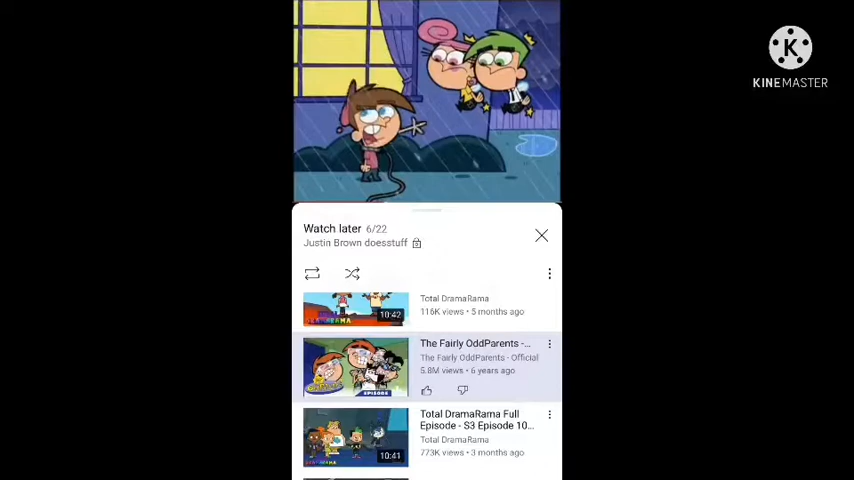 KINEMASTER
Watch later 6/22
Justin Brown doesstuff
Total DramaRama
116K views • 5 months ago
10:42
The Fairly OddParents -...
The Fairly OddParents - Official
5.8M views • 6 years ago
EPISODE
Total DramaRama Full
Episode - S3 Episode 10...
Total DramaRama
773K views • 3 months ago
10:41